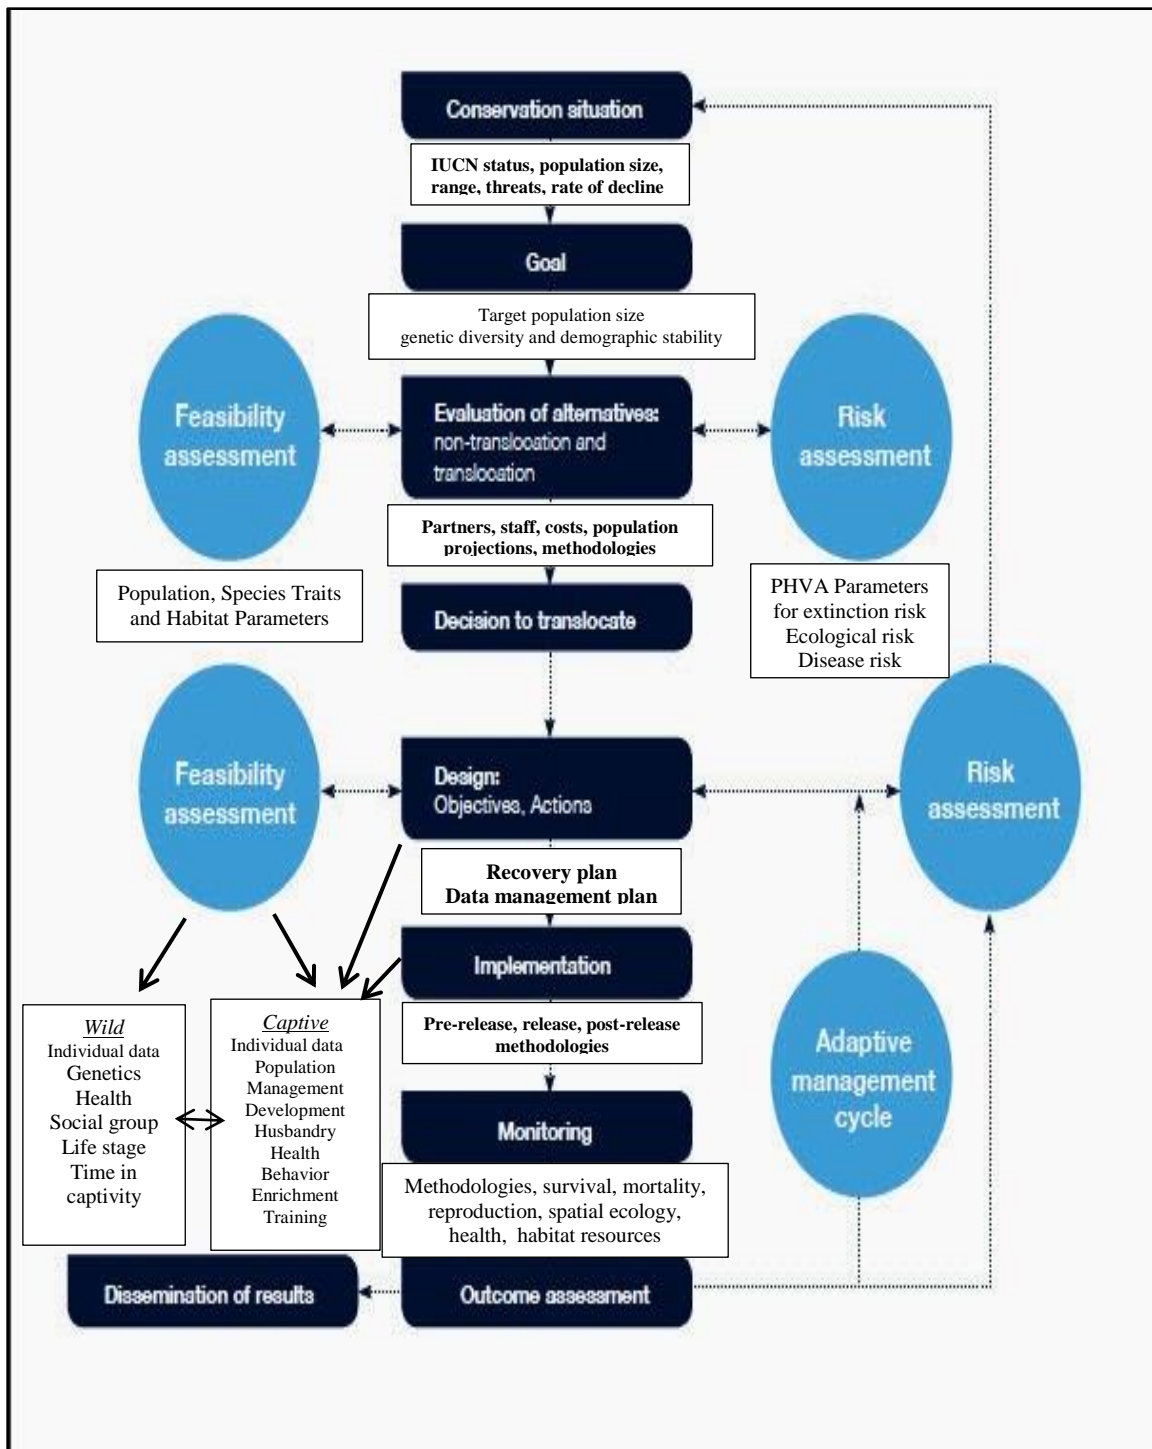 Conservation situation
IUCN status, population size,
range, threats, rate of decline
Goal
Target population size
genetic diversity and demographic stability
Feasibility
assessment
Evaluation of alternatives:
non-translocation and
translocation
Risk
assessment
Partners, staff, costs, population
projections, methodologies
Population, Species Traits
and Habitat Parameters
PHVA Parameters
for extinction risk
Ecological risk
Disease risk
Decision to translocate
Feasibility
assessment
Design:
Objectives, Actions
Risk
assessment
Recovery plan
Data management plan
Implementation
Pre-release, release, post-release
methodologies
Adaptive
management
cycle
Wild
Individual data
Genetics
Health
Social group
Life stage
Time in
captivity
Captive
Individual data
Population
Management
Development
Husbandry
Health
Behavior
Enrichment
Training
Monitoring
Methodologies, survival, mortality,
reproduction, spatial ecology,
health, habitat resources
Dissemination of results
Outcome assessment